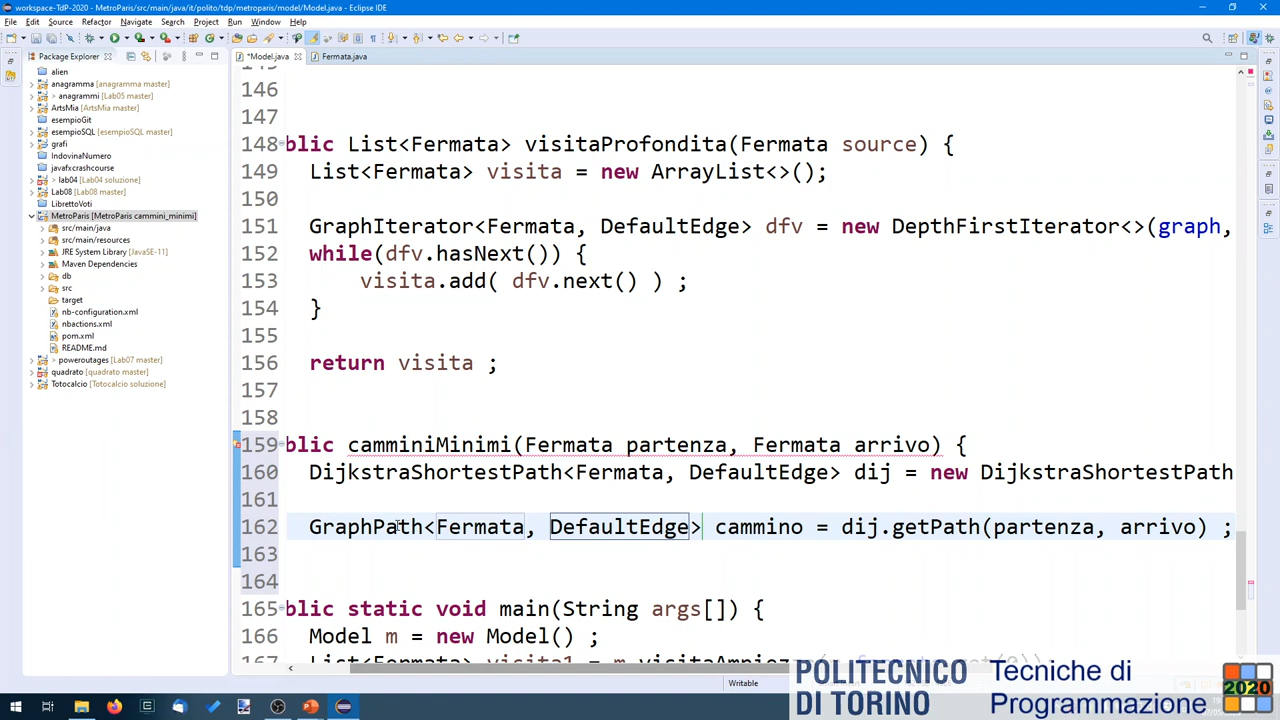 workspace-TdP-2020 - MetroParis/src/main/java/it/polito/tdp/metroparis/model/Model.java - Eclipse IDE
File Edit Source Refactor Navigate Search Project Run Window Help
Package Explorer
*Model.java
Fermata.java
alien
anagramma [anagramma master]
> anagrammi [Lab05 master]
ArtsMia [ArtsMia master]
esempioGit
esempioSQL [esempioSQL master]
grafi
IndovinaNumero
javafx:crashcourse
> lab04 [Lab04 soluzione]
Lab08 [Lab08 master]
LibrettoVoti
MetroParis [MetroParis cammini_minimi]
src/main/java
src/main/resources
JRE System Library [JavaSE-11]
Maven Dependencies
db
src
target
nb-configuration.xml
nbactions.xml
pom.xml
README.md
> poweroutages [Lab07 master]
quadrato [quadrato master]
Totocalcio [Totocalcio soluzione]
146
147
148 blic List<Fermata> visitaProfondita(Fermata source) {
149 List<Fermata> visita = new ArrayList<>();
150
151 GraphIterator<Fermata, DefaultEdge> dfv = new DepthFirstIterator<>(graph,
152 while(dfv.hasNext()) {
153 visita.add( dfv.next() ) ;
154 }
155
156 return visita ;
157
158
159 blic camminiMinimi(Fermata partenza, Fermata arrivo) {
160 DijkstraShortestPath<Fermata, DefaultEdge> dij = new DijkstraShortestPath
161
162 GraphPath<Fermata, DefaultEdge> cammino = dij.getPath(partenza, arrivo) ;
163
164
165 blic static void main(String args[]) {
166 Model m = new Model() ;
167 List<Fermata> visita1 = m
Writable
POLITECNICO
DI TORINO
Tecniche di
Programmazione
2020